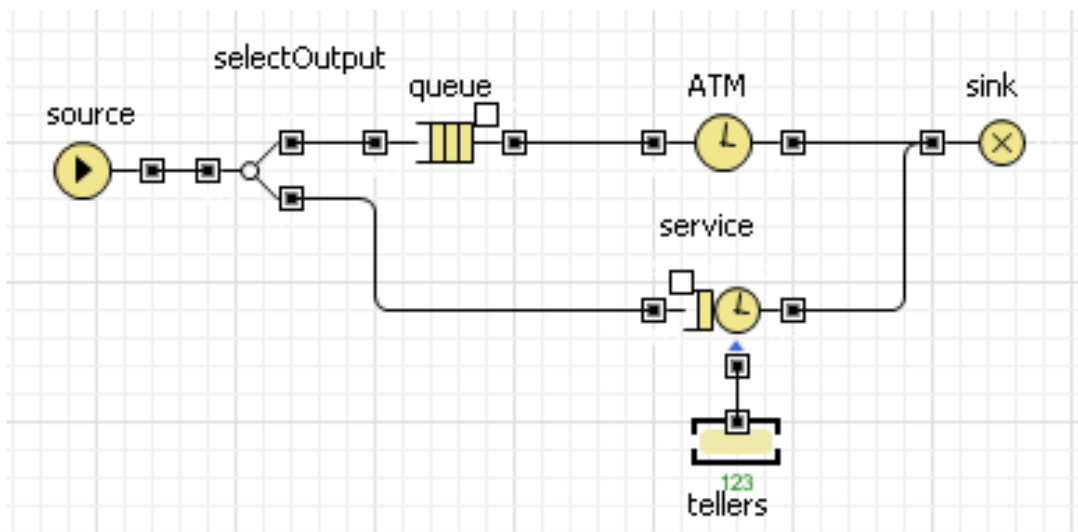 selectOutput
queue
ATM
sink
source
service
123
tellers